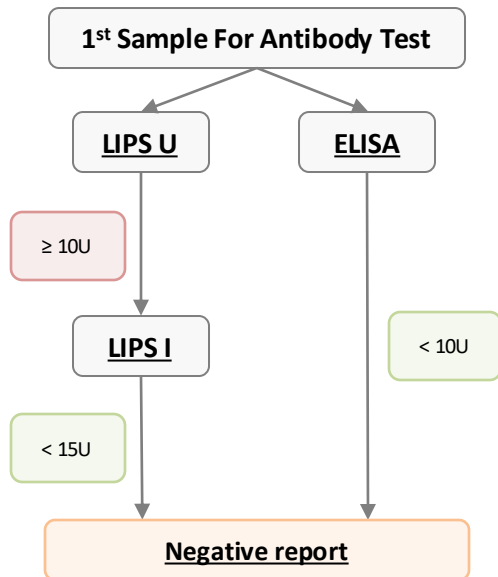 1st Sample For Antibody Test
LIPS U
ELISA
≥ 10U
LIPS I
< 10U
< 15U
Negative report